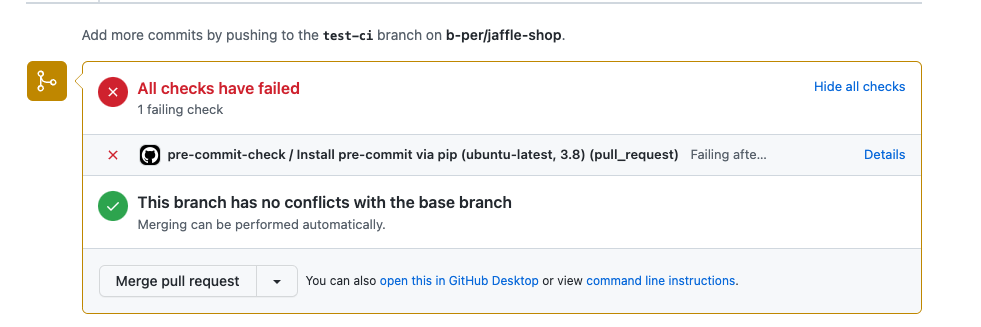 Add more commits by pushing to the test-ci branch on b-per/jaffle-shop.
All checks have failed
Hide all checks
1 failing check
pre-commit-check / Install pre-commit via pip (ubuntu-latest, 3.8) (pull_request) Failing afte… Details
This branch has no conflicts with the base branch
Merging can be performed automatically.
Merge pull request You can also open this in GitHub Desktop or view command line instructions.